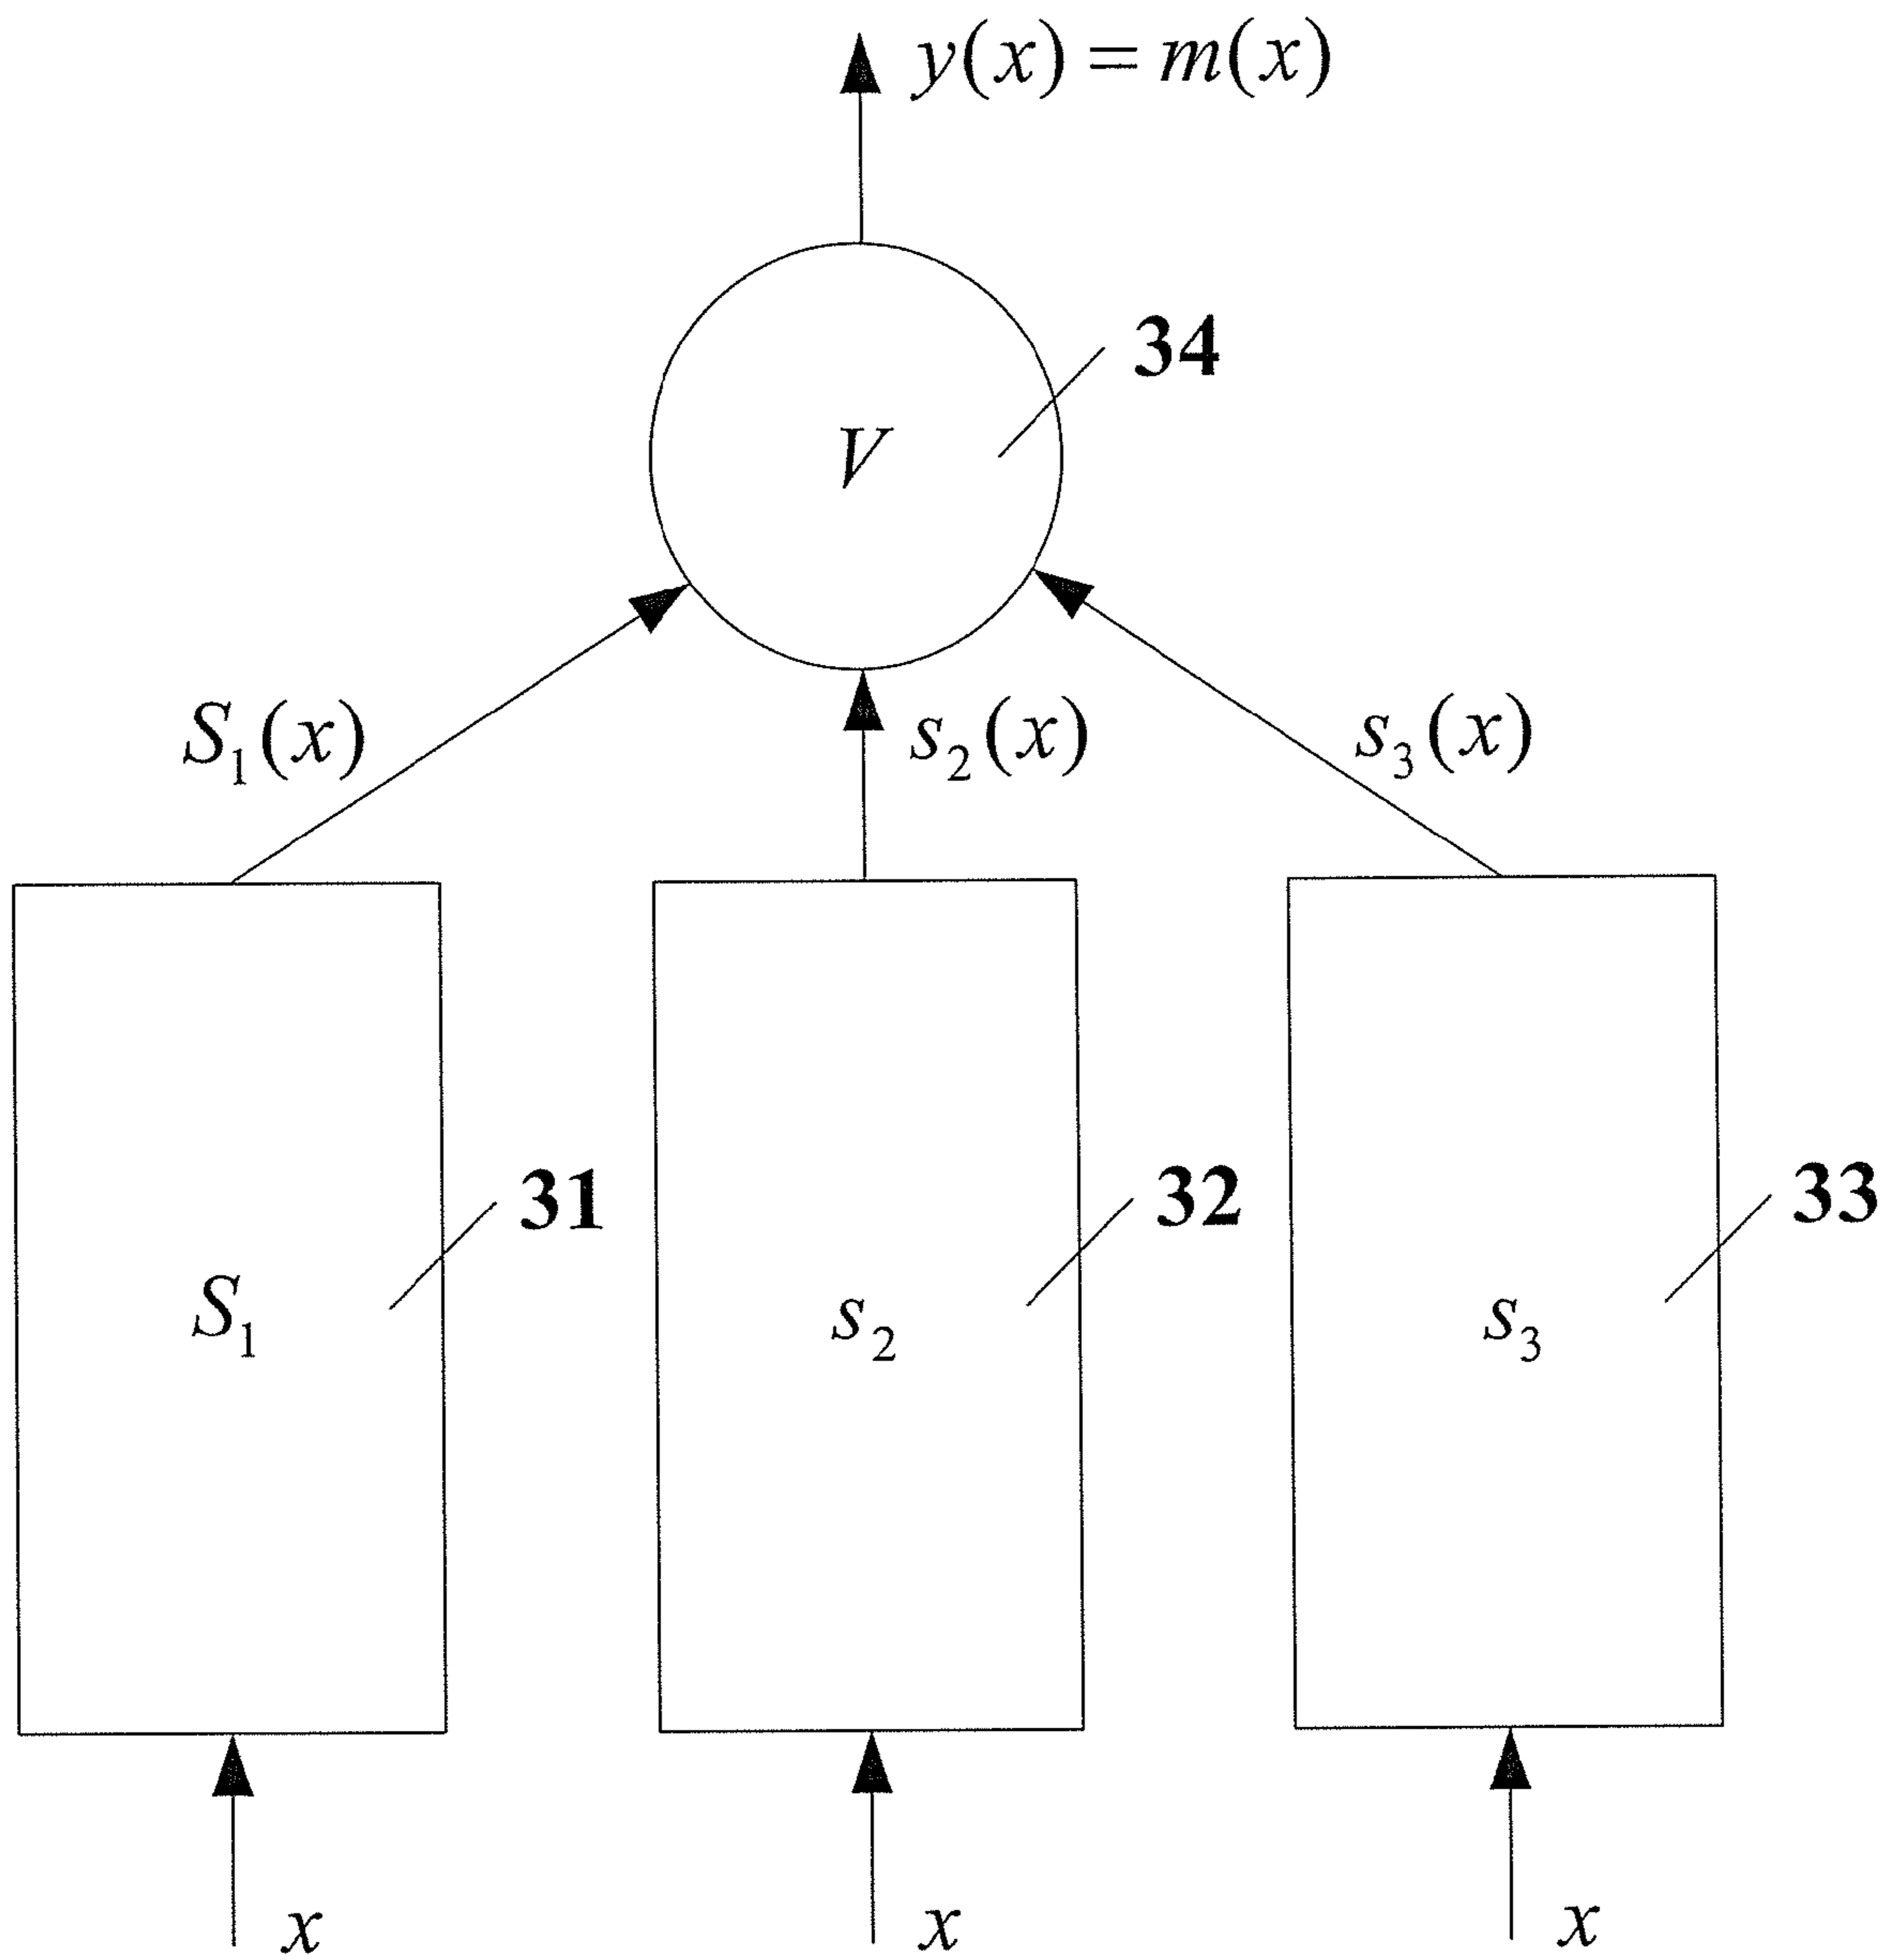 y(x) = m(x)
34
V
S₁(x)
s₂(x)
s₃(x)
31
32
33
S₁
s₂
s₃
x
x
x